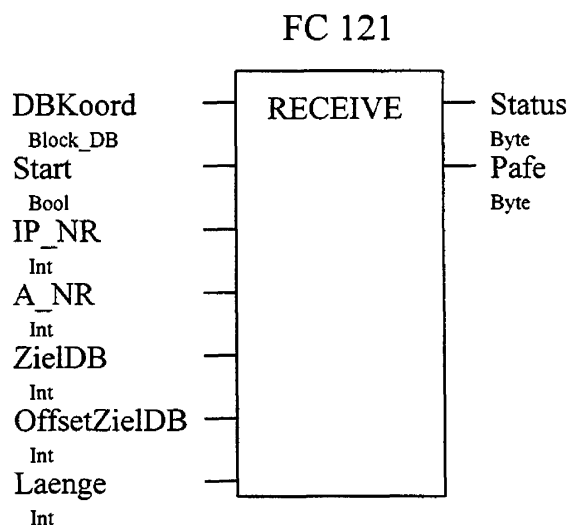 FC 121
DBKoord
RECEIVE
Status
Block_DB
Byte
Start
Pafe
Bool
Byte
IP_NR
Int
A_NR
Int
ZielDB
Int
OffsetZielDB
Int
Laenge
Int